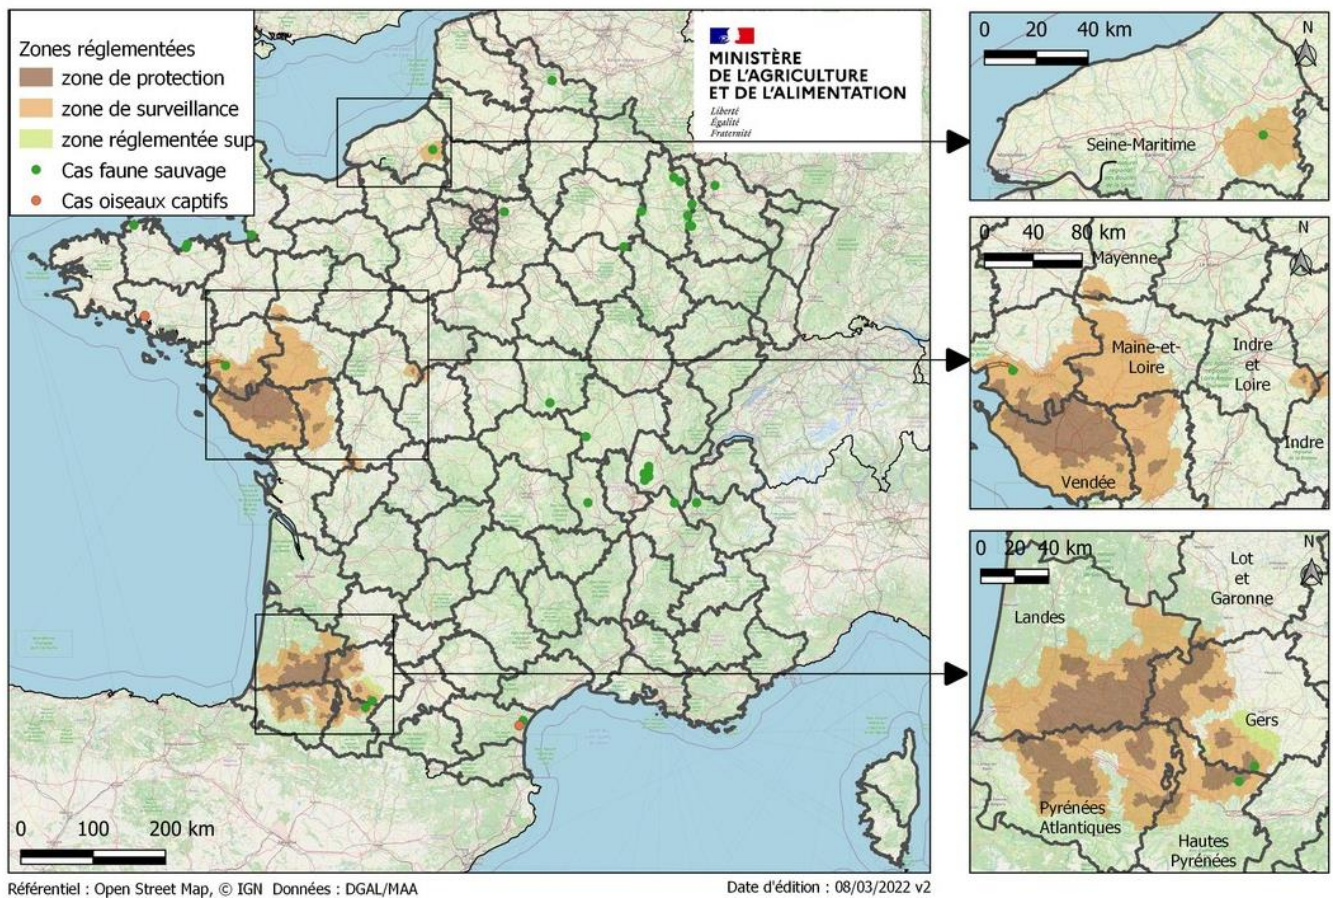 Zones réglementées
zone de protection
zone de surveillance
zone réglementée sup
Cas faune sauvage
Cas oiseaux captifs
MINISTÈRE
DE L'AGRICULTURE
ET DE L'ALIMENTATION
Liberté
Égalité
Fraternité
0 100 200 km
Référentiel : Open Street Map, © IGN Données : DGAL/MAA
Date d'édition : 08/03/2022 v2
0 20 40 km
N
Seine-Maritime
0 40 80 km
N
Mayenne
Maine-et-
Loire
Indre
et
Loire
Indre
Vendée
0 20 40 km
N
Lot
et
Garonne
Landes
Gers
Pyrénées
Atlantiques
Hautes
Pyrénées